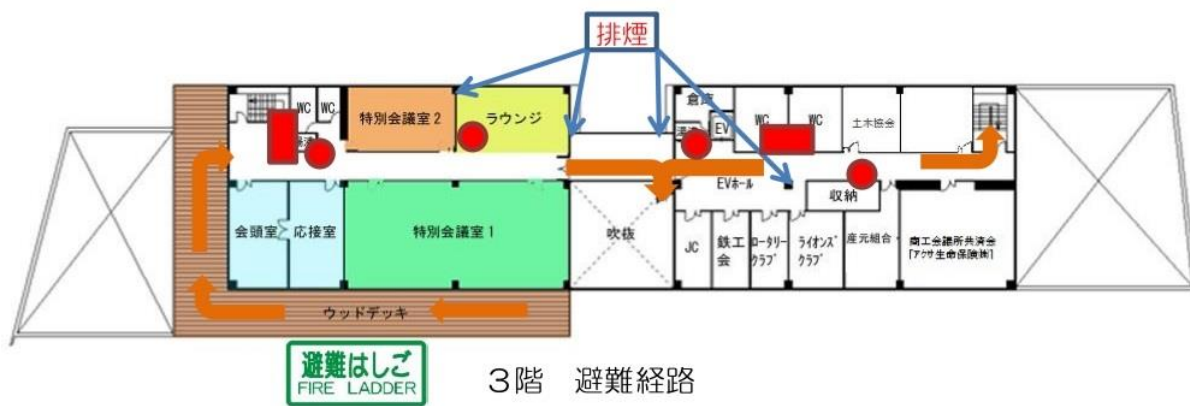 排煙
WC
WC
湯沸
特別会議室２
ラウンジ
倉庫
湯沸
EV
WC
WC
土木協会
EVホール
収納
会頭室
応接室
特別会議室１
吹抜
JC
鉄工会
ロータリークラブ
ライオンズクラブ
産元組合
商工会議所共済会
「アクサ生命保険㈱」
ウッドデッキ
避難はしご
FIRE LADDER
３階　避難経路